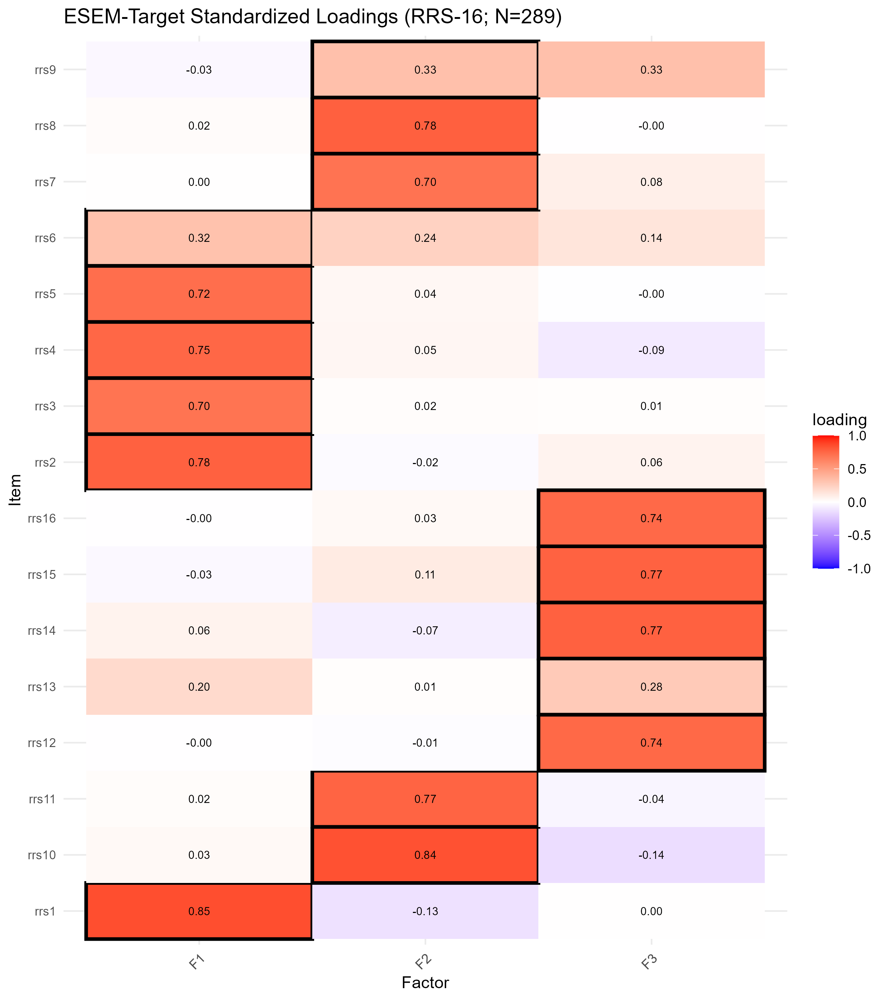 ESEM-Target Standardized Loadings (RRS-16; N=289)
rrs9 -0.03 0.33 0.33
rrs8 0.02 0.78 -0.00
rrs7 0.00 0.70 0.08
rrs6 0.32 0.24 0.14
rrs5 0.72 0.04 -0.00
rrs4 0.75 0.05 -0.09
rrs3 0.70 0.02 0.01
rrs2 0.78 -0.02 0.06
rrs16 -0.00 0.03 0.74
rrs15 -0.03 0.11 0.77
rrs14 0.06 -0.07 0.77
rrs13 0.20 0.01 0.28
rrs12 -0.00 -0.01 0.74
rrs11 0.02 0.77 -0.04
rrs10 0.03 0.84 -0.14
rrs1 0.85 -0.13 0.00
F1 F2 F3
Factor
Item
loading
1.0
0.5
0.0
-0.5
-1.0